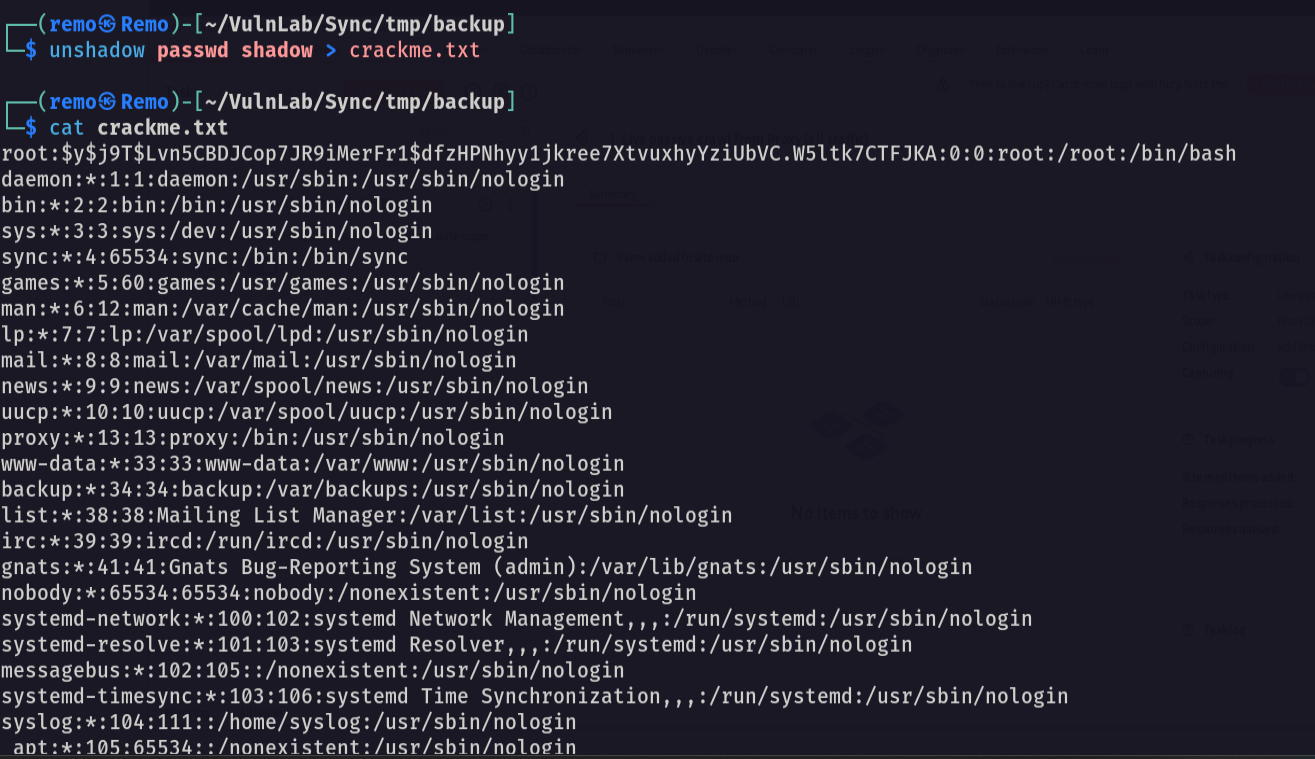 ┌──(remo㉿Remo)-[~/VulnLab/Sync/tmp/backup]
└─$ unshadow passwd shadow > crackme.txt
┌──(remo㉿Remo)-[~/VulnLab/Sync/tmp/backup]
└─$ cat crackme.txt
root:$y$j9T$Lvn5CBDJCop7JR9iMerFr1$dfzHPNhyy1jkree7XtvuxhyYziUbVC.W5ltk7CTFJKA:0:0:root:/root:/bin/bash
daemon:*:1:1:daemon:/usr/sbin:/usr/sbin/nologin
bin:*:2:2:bin:/bin:/usr/sbin/nologin
sys:*:3:3:sys:/dev:/usr/sbin/nologin
sync:*:4:65534:sync:/bin:/bin/sync
games:*:5:60:games:/usr/games:/usr/sbin/nologin
man:*:6:12:man:/var/cache/man:/usr/sbin/nologin
lp:*:7:7:lp:/var/spool/lpd:/usr/sbin/nologin
mail:*:8:8:mail:/var/mail:/usr/sbin/nologin
news:*:9:9:news:/var/spool/news:/usr/sbin/nologin
uucp:*:10:10:uucp:/var/spool/uucp:/usr/sbin/nologin
proxy:*:13:13:proxy:/bin:/usr/sbin/nologin
www-data:*:33:33:www-data:/var/www:/usr/sbin/nologin
backup:*:34:34:backup:/var/backups:/usr/sbin/nologin
list:*:38:38:Mailing List Manager:/var/list:/usr/sbin/nologin
irc:*:39:39:ircd:/run/ircd:/usr/sbin/nologin
gnats:*:41:41:Gnats Bug-Reporting System (admin):/var/lib/gnats:/usr/sbin/nologin
nobody:*:65534:65534:nobody:/nonexistent:/usr/sbin/nologin
systemd-network:*:100:102:systemd Network Management,,,:/run/systemd:/usr/sbin/nologin
systemd-resolve:*:101:103:systemd Resolver,,,:/run/systemd:/usr/sbin/nologin
messagebus:*:102:105::/nonexistent:/usr/sbin/nologin
systemd-timesync:*:103:106:systemd Time Synchronization,,,:/run/systemd:/usr/sbin/nologin
syslog:*:104:111::/home/syslog:/usr/sbin/nologin
_apt:*:105:65534::/nonexistent:/usr/sbin/nologin
No items to show